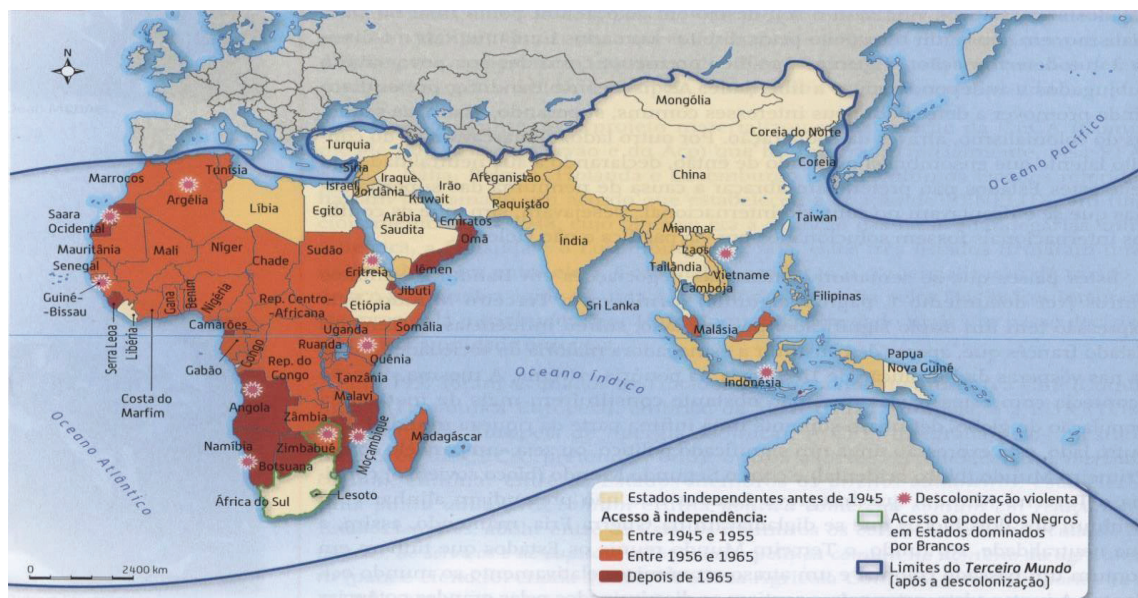 N
Mongólia
Coreia do Norte
Coreia
Turquia
China
Síria
Iraque
Afeganistão
Israel
Jordânia
Irão
Kuwait
Paquistão
Tunísia
Marrocos
Argélia
Líbia
Egito
Arábia
Saudita
Emiratos
Omã
Índia
Mianmar
Taiwan
Laos
Tailândia
Vietname
Camboja
Filipinas
Saara
Ocidental
Mauritânia
Mali
Níger
Chade
Sudão
Eritreia
Iémen
Jibuti
Senegal
Guiné-
-Bissau
Gana
Benim
Nigéria
Rep. Centro-
-Africana
Etiópia
Somália
Sri Lanka
Malásia
Serra Leoa
Libéria
Camarões
Uganda
Ruanda
Quénia
Gabão
Congo
Rep. do
Congo
Tanzânia
Malavi
Indonésia
Papua
Nova Guiné
Costa do
Marfim
Angola
Zâmbia
Moçambique
Madagáscar
Namíbia
Zimbabué
Botsuana
África do Sul
Lesoto
Oceano Pacífico
Oceano Índico
Oceano Atlântico
0
2400 km
Estados independentes antes de 1945
Acesso à independência:
Entre 1945 e 1955
Entre 1956 e 1965
Depois de 1965
Descolonização violenta
Acesso ao poder dos Negros
em Estados dominados
por Brancos
Limites do Terceiro Mundo
(após a descolonização)